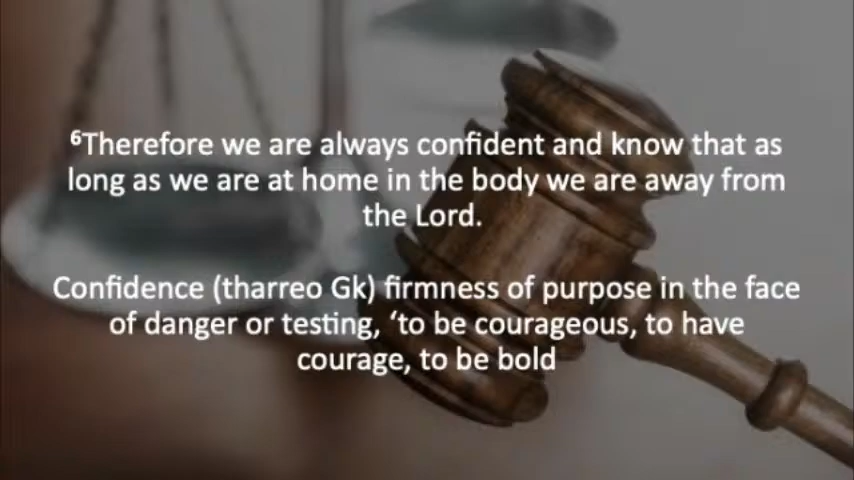 ⁶Therefore we are always confident and know that as
long as we are at home in the body we are away from
the Lord.
Confidence (tharreo Gk) firmness of purpose in the face
of danger or testing, ‘to be courageous, to have
courage, to be bold